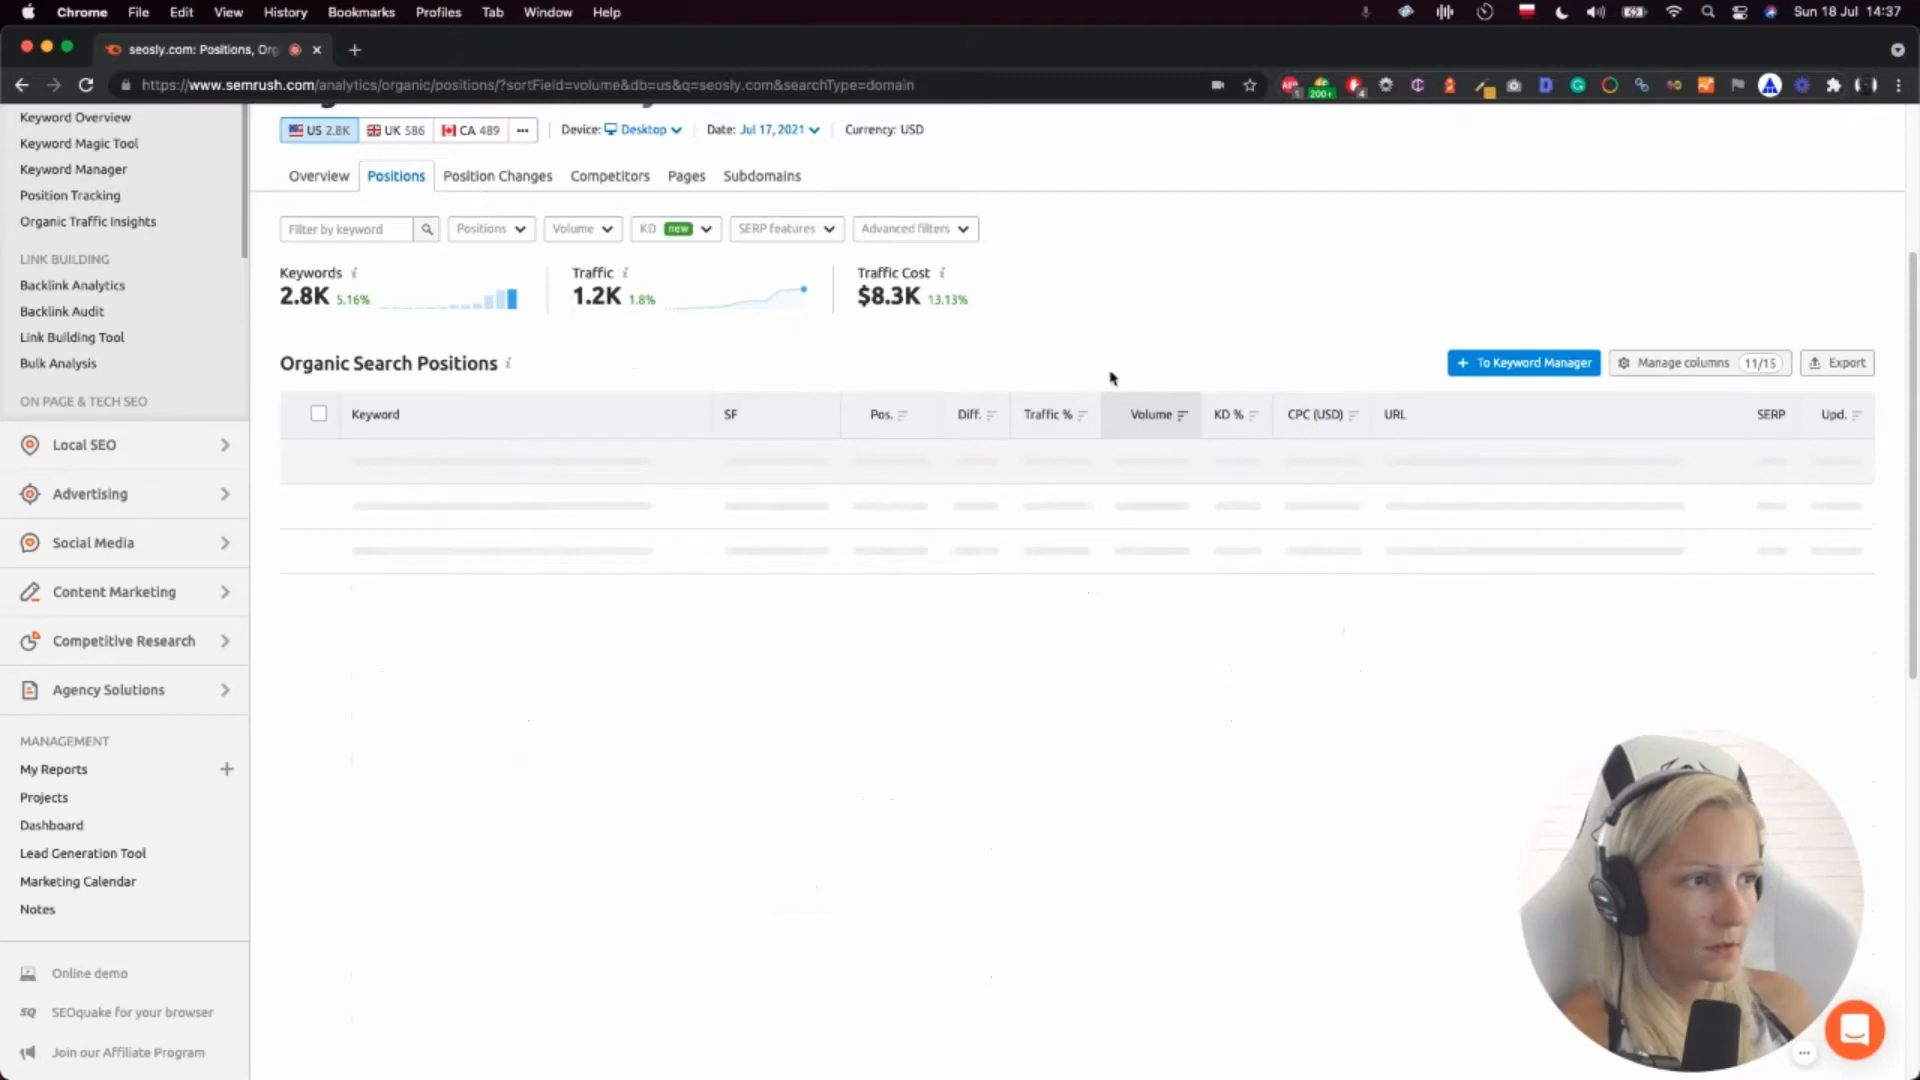 Chrome File Edit View History Bookmarks Profiles Tab Window Help Sun 18 Jul 14:37
seosly.com: Positions, Org
https://www.semrush.com/analytics/organic/positions/?sortField=volume&db=us&q=seosly.com&searchType=domain
1 200+ 4
Keyword Overview
Keyword Magic Tool
Keyword Manager
Position Tracking
Organic Traffic Insights
LINK BUILDING
Backlink Analytics
Backlink Audit
Link Building Tool
Bulk Analysis
ON PAGE & TECH SEO
Local SEO
Advertising
Social Media
Content Marketing
Competitive Research
Agency Solutions
MANAGEMENT
My Reports
Projects
Dashboard
Lead Generation Tool
Marketing Calendar
Notes
Online demo
SQ SEOquake for your browser
Join our Affiliate Program
US 2.8K UK 586 CA 489 ... Device: Desktop Date: Jul 17, 2021 Currency: USD
Overview Positions Position Changes Competitors Pages Subdomains
Filter by keyword Positions Volume KD new SERP features Advanced filters
Keywords i Traffic i Traffic Cost i
2.8K 5.16% 1.2K 1.8% $8.3K 13.13%
Organic Search Positions i + To Keyword Manager Manage columns 11/15 Export
Keyword SF Pos. Diff. Traffic % Volume KD % CPC (USD) URL SERP Upd.